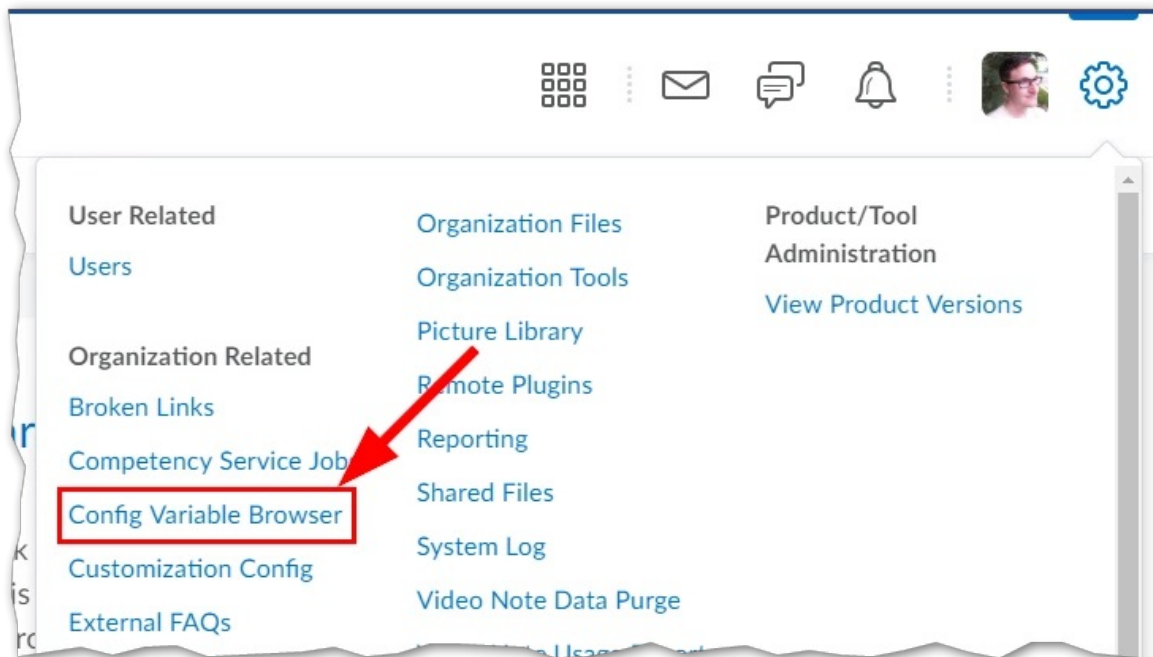 User Related
Users
Organization Related
Broken Links
Competency Service Jobs
Config Variable Browser
Customization Config
External FAQs
Organization Files
Organization Tools
Picture Library
Remote Plugins
Reporting
Shared Files
System Log
Video Note Data Purge
Usage
Product/Tool
Administration
View Product Versions